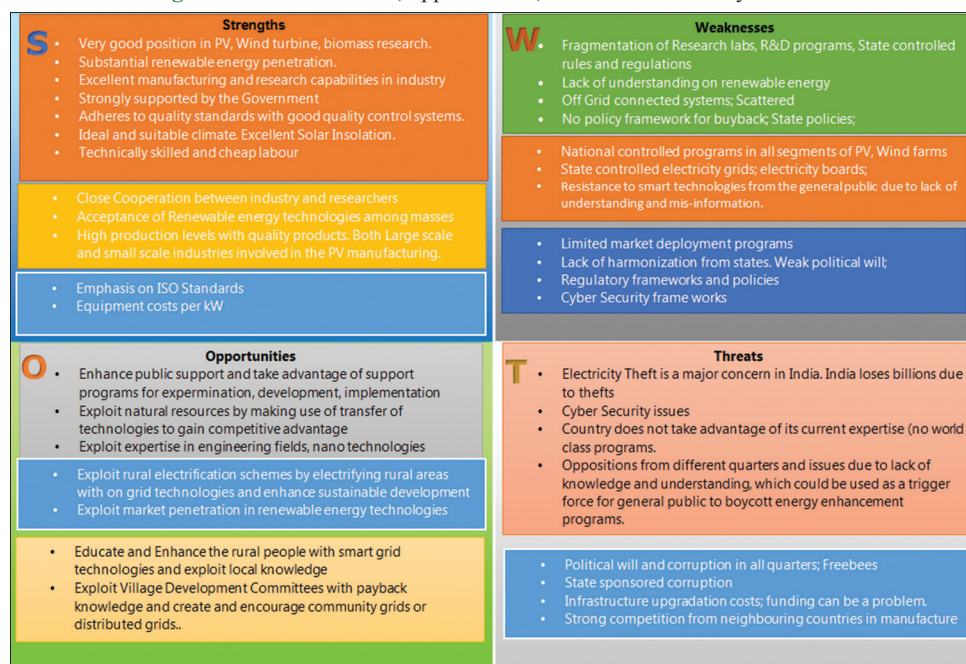 S
Strengths
• Very good position in PV, Wind turbine, biomass research.
• Substantial renewable energy penetration.
• Excellent manufacturing and research capabilities in industry
• Strongly supported by the Government
• Adheres to quality standards with good quality control systems.
• Ideal and suitable climate. Excellent Solar Insolation.
• Technically skilled and cheap labour
• Close Cooperation between industry and researchers
• Acceptance of Renewable energy technologies among masses
• High production levels with quality products. Both Large scale
and small scale industries involved in the PV manufacturing.
• Emphasis on ISO Standards
• Equipment costs per kW
W
Weaknesses
• Fragmentation of Research labs, R&D programs, State controlled
rules and regulations
• Lack of understanding on renewable energy
• Off Grid connected systems; Scattered
• No policy framework for buyback; State policies;
• National controlled programs in all segments of PV, Wind farms
• State controlled electricity grids; electricity boards;
• Resistance to smart technologies from the general public due to lack of
understanding and mis-information.
• Limited market deployment programs
• Lack of harmonization from states. Weak political will;
• Regulatory frameworks and policies
• Cyber Security frame works
O
Opportunities
• Enhance public support and take advantage of support
programs for expermination, development, implementation
• Exploit natural resources by making use of transfer of
technologies to gain competitive advantage
• Exploit expertise in engineering fields, nano technologies
• Exploit rural electrification schemes by electrifying rural areas
with on grid technologies and enhance sustainable development
• Exploit market penetration in renewable energy technologies
• Educate and Enhance the rural people with smart grid
technologies and exploit local knowledge
• Exploit Village Development Committees with payback
knowledge and create and encourage community grids or
distributed grids..
T
Threats
• Electricity Theft is a major concern in India. India loses billions due
to thefts
• Cyber Security issues
• Country does not take advantage of its current expertise (no world
class programs.
• Oppositions from different quarters and issues due to lack of
knowledge and understanding, which could be used as a trigger
force for general public to boycott energy enhancement
programs.
• Political will and corruption in all quarters; Freebees
• State sponsored corruption
• Infrastructure upgradation costs; funding can be a problem.
• Strong competition from neighbouring countries in manufacture